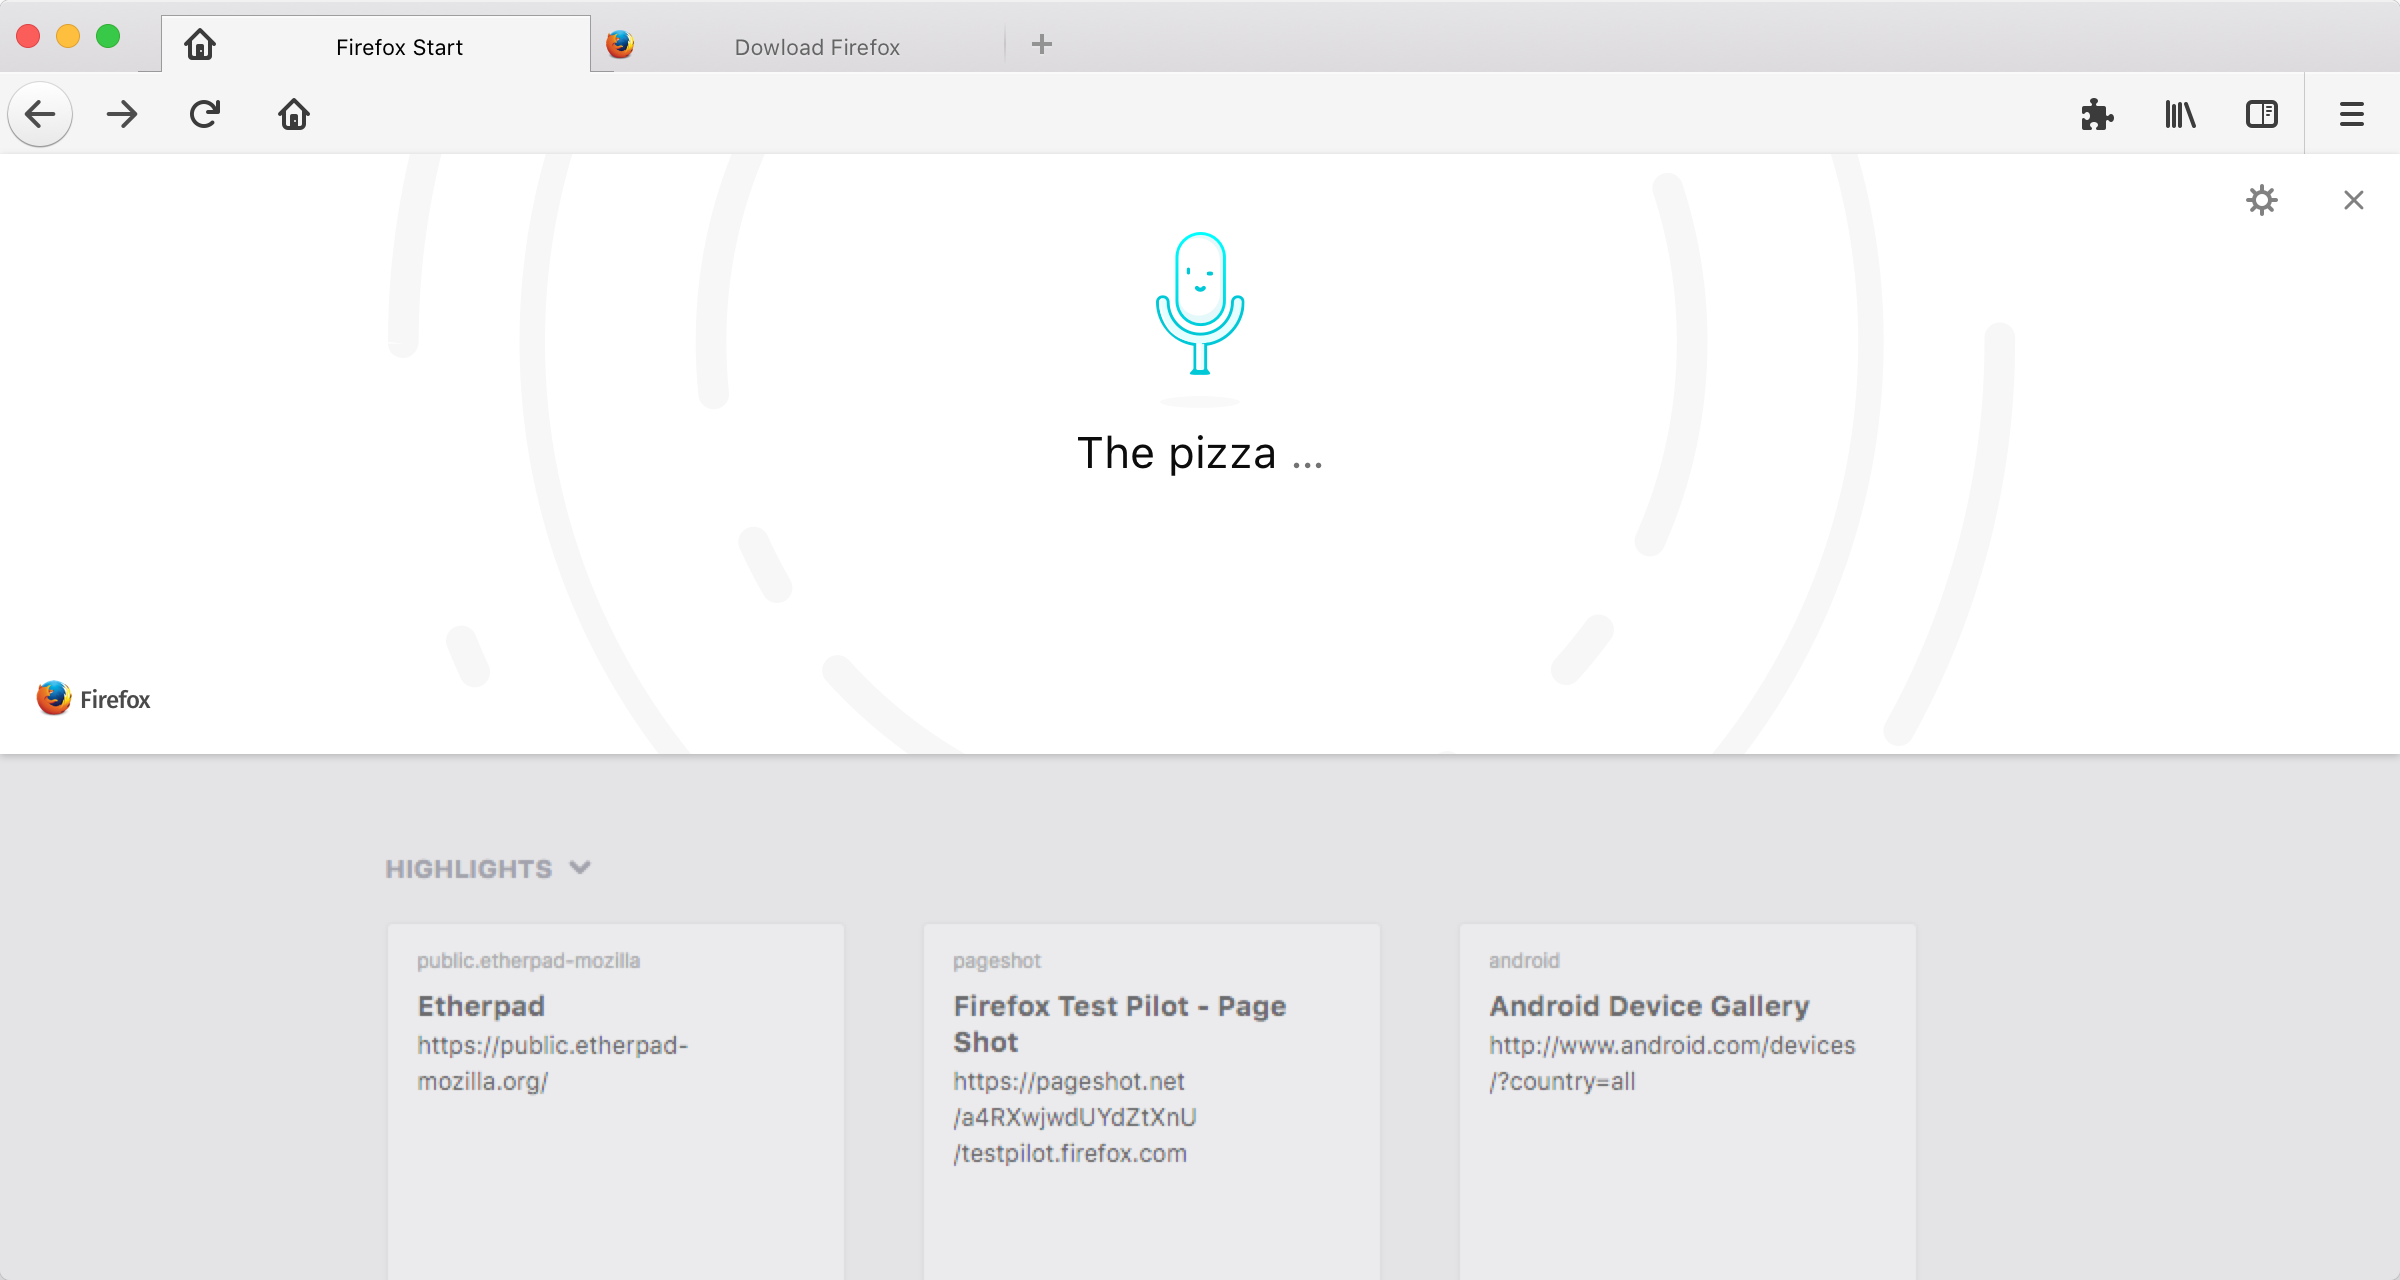 Firefox Start
Dowload Firefox
The pizza ...
Firefox
HIGHLIGHTS
public.etherpad-mozilla
Etherpad
https://public.etherpad-
mozilla.org/
pageshot
Firefox Test Pilot - Page
Shot
https://pageshot.net
/a4RXwjwdUYdZtXnU
/testpilot.firefox.com
android
Android Device Gallery
http://www.android.com/devices
/?country=all